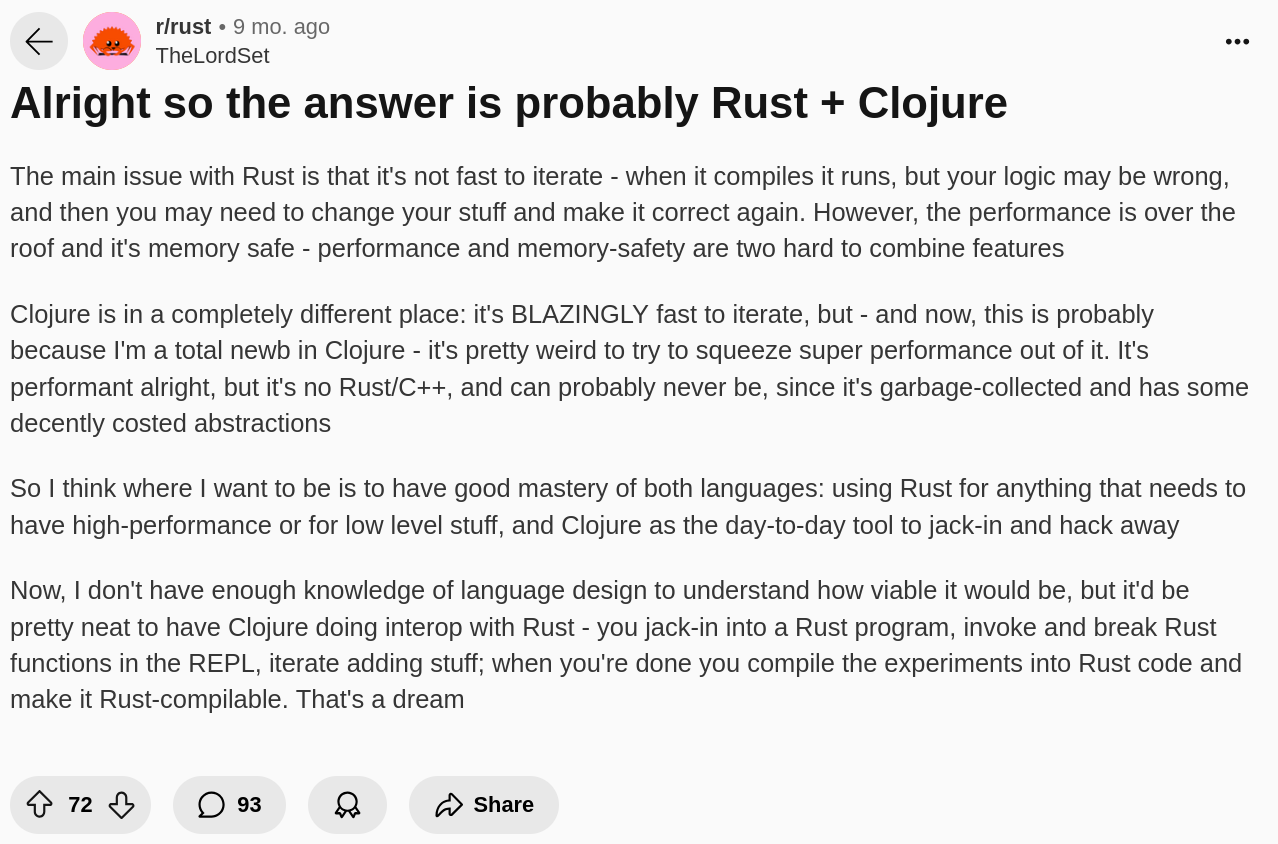 r/rust • 9 mo. ago
TheLordSet
Alright so the answer is probably Rust + Clojure
The main issue with Rust is that it's not fast to iterate - when it compiles it runs, but your logic may be wrong,
and then you may need to change your stuff and make it correct again. However, the performance is over the
roof and it's memory safe - performance and memory-safety are two hard to combine features
Clojure is in a completely different place: it's BLAZINGLY fast to iterate, but - and now, this is probably
because I'm a total newb in Clojure - it's pretty weird to try to squeeze super performance out of it. It's
performant alright, but it's no Rust/C++, and can probably never be, since it's garbage-collected and has some
decently costed abstractions
So I think where I want to be is to have good mastery of both languages: using Rust for anything that needs to
have high-performance or for low level stuff, and Clojure as the day-to-day tool to jack-in and hack away
Now, I don't have enough knowledge of language design to understand how viable it would be, but it'd be
pretty neat to have Clojure doing interop with Rust - you jack-in into a Rust program, invoke and break Rust
functions in the REPL, iterate adding stuff; when you're done you compile the experiments into Rust code and
make it Rust-compilable. That's a dream
72 93 Share